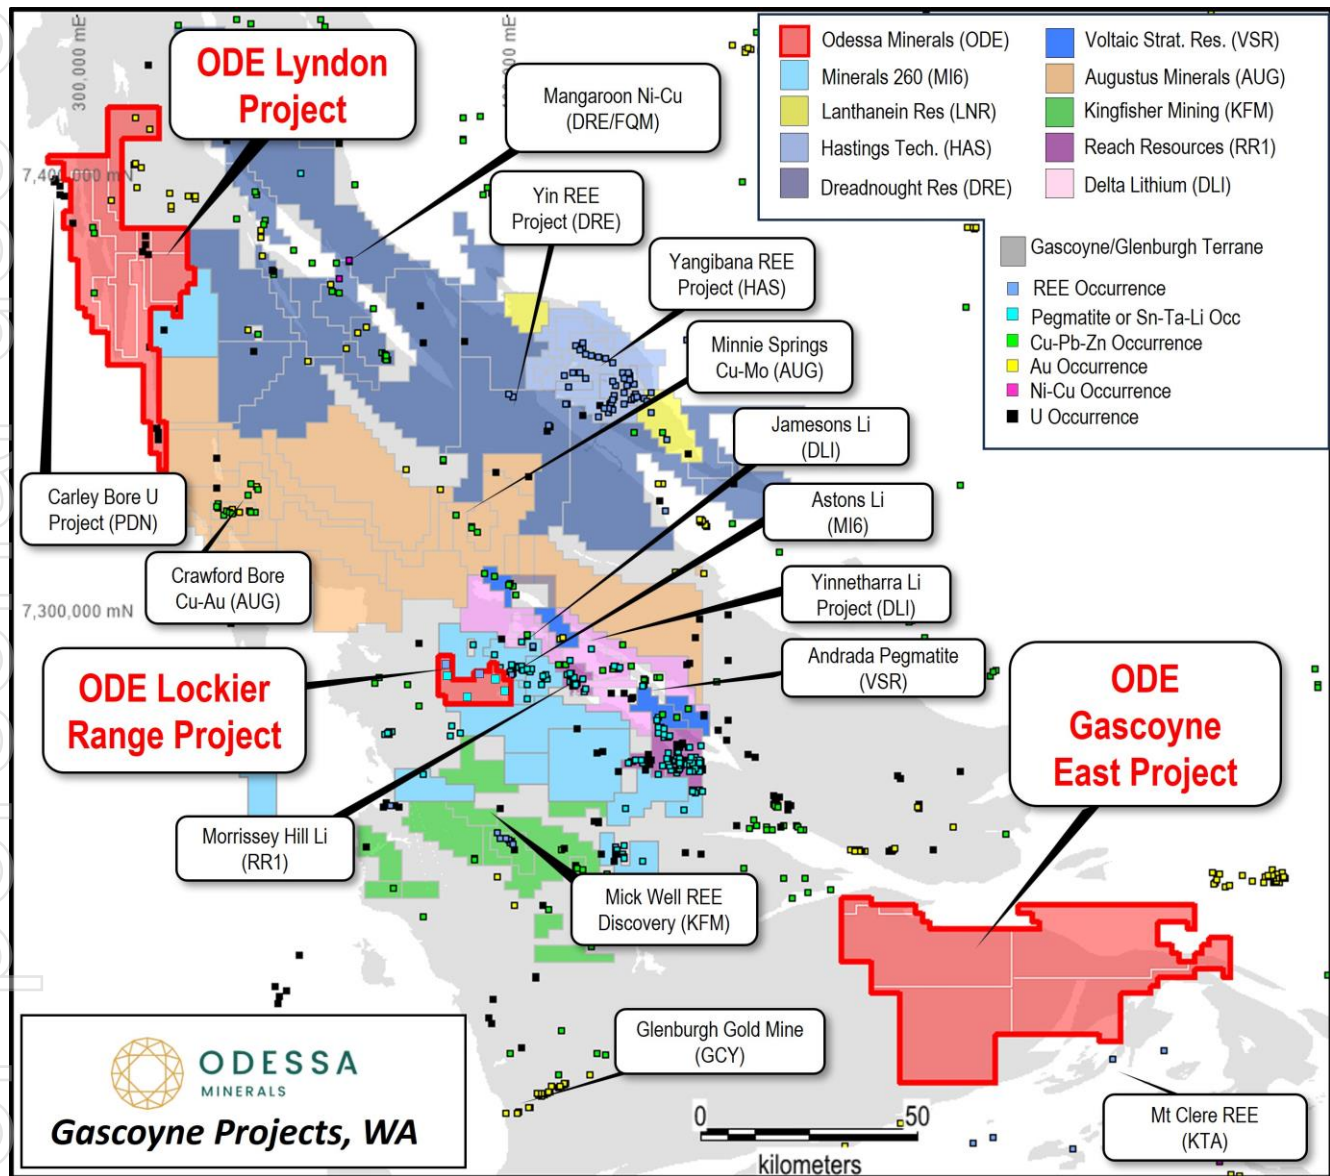 300,000 mE
7,400,000 mN
7,300,000 mN
ODE Lyndon
Project
Mangaroon Ni-Cu
(DRE/FQM)
Yin REE
Project (DRE)
Yangibana REE
Project (HAS)
Minnie Springs
Cu-Mo (AUG)
Jamesons Li
(DLI)
Astons Li
(MI6)
Yinnetharra Li
Project (DLI)
Andrada Pegmatite
(VSR)
Carley Bore U
Project (PDN)
Crawford Bore
Cu-Au (AUG)
ODE Lockier
Range Project
ODE
Gascoyne
East Project
Morrissey Hill Li
(RR1)
Mick Well REE
Discovery (KFM)
Glenburgh Gold Mine
(GCY)
Mt Clere REE
(KTA)
Odessa Minerals (ODE)
Minerals 260 (MI6)
Lanthanein Res (LNR)
Hastings Tech. (HAS)
Dreadnought Res (DRE)
Voltaic Strat. Res. (VSR)
Augustus Minerals (AUG)
Kingfisher Mining (KFM)
Reach Resources (RR1)
Delta Lithium (DLI)
Gascoyne/Glenburgh Terrane
REE Occurrence
Pegmatite or Sn-Ta-Li Occ
Cu-Pb-Zn Occurrence
Au Occurrence
Ni-Cu Occurrence
U Occurrence
ODESSA
MINERALS
Gascoyne Projects, WA
0 50
kilometers